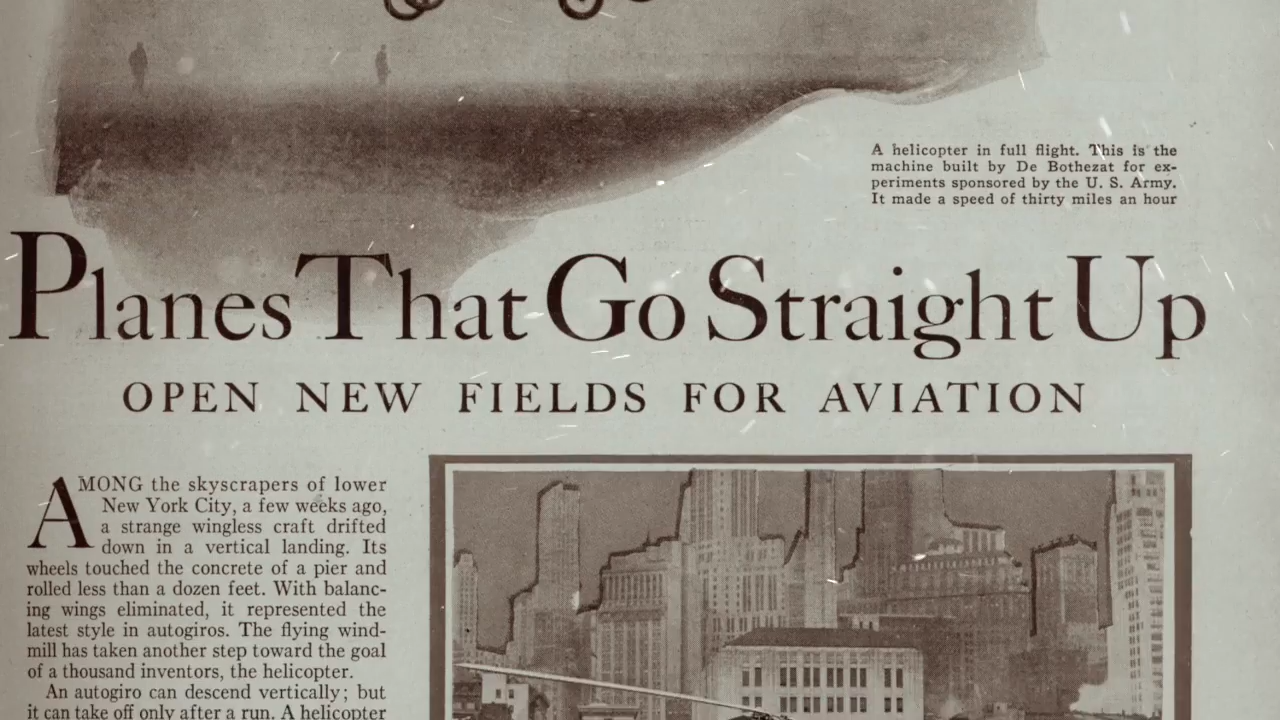 A helicopter in full flight. This is the
machine built by De Bothezat for ex-
periments sponsored by the U. S. Army.
It made a speed of thirty miles an hour
Planes That Go Straight Up
OPEN NEW FIELDS FOR AVIATION
AMONG the skyscrapers of lower
New York City, a few weeks ago,
a strange wingless craft drifted
down in a vertical landing. Its
wheels touched the concrete of a pier and
rolled less than a dozen feet. With balanc-
ing wings eliminated, it represented the
latest style in autogiros. The flying wind-
mill has taken another step toward the goal
of a thousand inventors, the helicopter.
An autogiro can descend vertically; but
it can take off only after a run. A helicopter